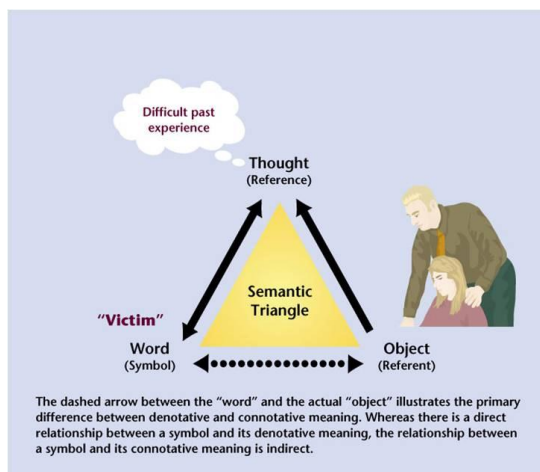 Difficult past
experience
Thought
(Reference)
Semantic
Triangle
"Victim"
Word
(Symbol)
Object
(Referent)
The dashed arrow between the “word” and the actual “object” illustrates the primary
difference between denotative and connotative meaning. Whereas there is a direct
relationship between a symbol and its denotative meaning, the relationship between
a symbol and its connotative meaning is indirect.